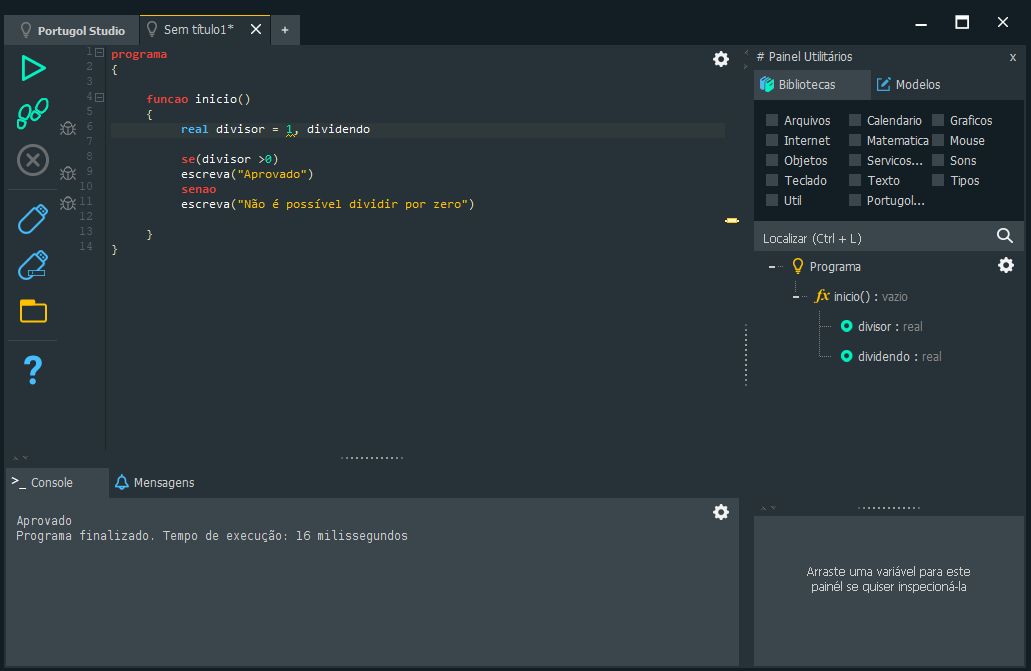 Portugol Studio
Sem título1*
+
1 programa
2 {
3
4 funcao inicio()
5 {
6 real divisor = 1, dividendo
7
8 se(divisor >0)
9 escreva("Aprovado")
10 senao
11 escreva("Não é possível dividir por zero")
12
13 }
14 }
?
# Painel Utilitários
x
Bibliotecas
Modelos
Arquivos Calendario Graficos
Internet Matematica Mouse
Objetos Servicos... Sons
Teclado Texto Tipos
Util Portugol...
Localizar (Ctrl + L)
Programa
fx inicio() : vazio
divisor : real
dividendo : real
>_ Console
Mensagens
Aprovado
Programa finalizado. Tempo de execução: 16 milissegundos
Arraste uma variável para este
painél se quiser inspecioná-la